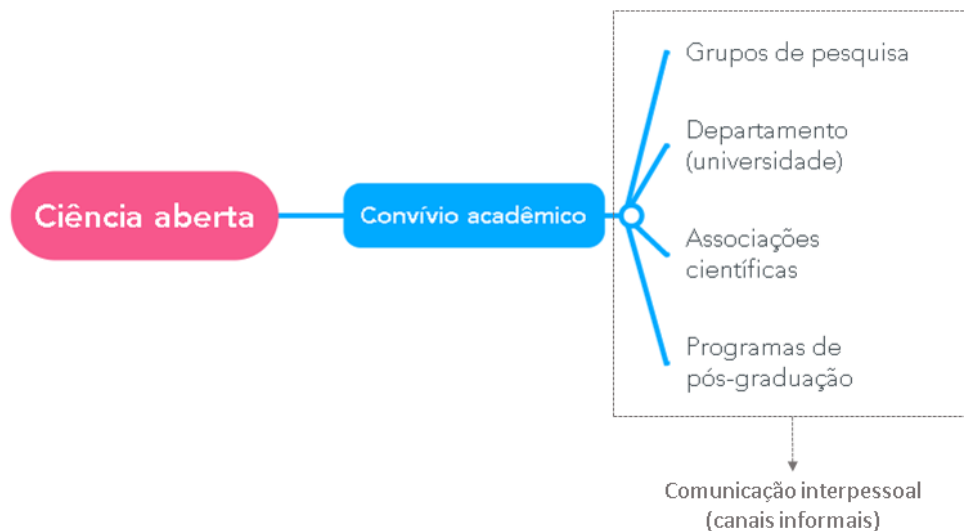 Ciência aberta
Convívio acadêmico
Grupos de pesquisa
Departamento
(universidade)
Associações
científicas
Programas de
pós-graduação
Comunicação interpessoal
(canais informais)